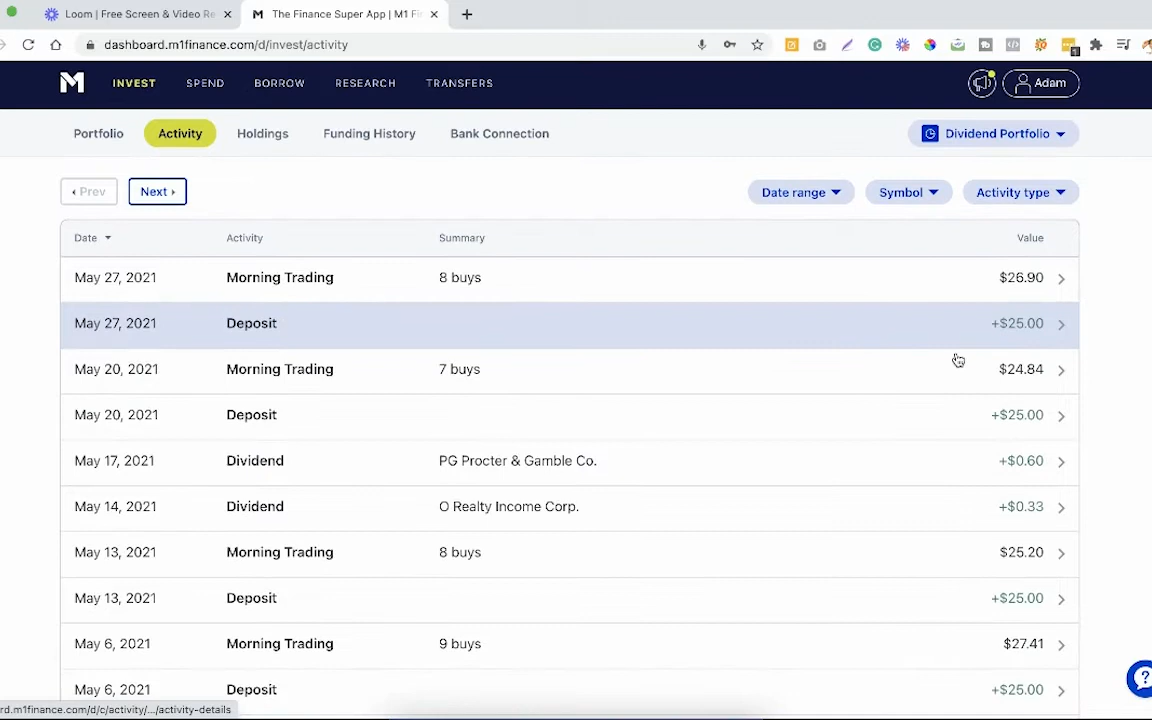 Loom | Free Screen & Video Re
The Finance Super App | M1 Fi
dashboard.m1finance.com/d/invest/activity
M INVEST SPEND BORROW RESEARCH TRANSFERS Adam
Portfolio Activity Holdings Funding History Bank Connection Dividend Portfolio
Prev Next Date range Symbol Activity type
Date Activity Summary Value
May 27, 2021 Morning Trading 8 buys $26.90
May 27, 2021 Deposit +$25.00
May 20, 2021 Morning Trading 7 buys $24.84
May 20, 2021 Deposit +$25.00
May 17, 2021 Dividend PG Procter & Gamble Co. +$0.60
May 14, 2021 Dividend O Realty Income Corp. +$0.33
May 13, 2021 Morning Trading 8 buys $25.20
May 13, 2021 Deposit +$25.00
May 6, 2021 Morning Trading 9 buys $27.41
May 6, 2021 Deposit +$25.00
rd.m1finance.com/d/c/activity/.../activity-details
?